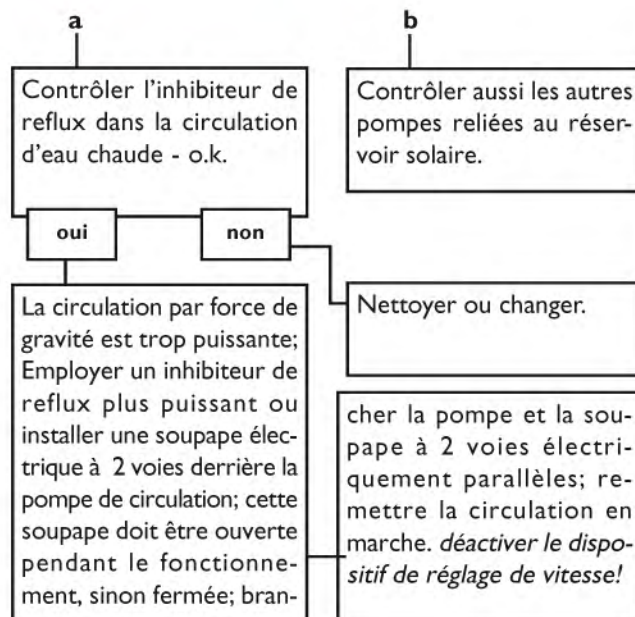 a
Contrôler l'inhibiteur de
reflux dans la circulation
d'eau chaude - o.k.
oui
non
La circulation par force de
gravité est trop puissante;
Employer un inhibiteur de
reflux plus puissant ou
installer une soupape élec-
trique à 2 voies derrière la
pompe de circulation; cette
soupape doit être ouverte
pendant le fonctionne-
ment, sinon fermée; bran-
b
Contrôler aussi les autres
pompes reliées au réser-
voir solaire.
Nettoyer ou changer.
cher la pompe et la sou-
pape à 2 voies électri-
quement parallèles; re-
mettre la circulation en
marche. déactiver le dispo-
sitif de réglage de vitesse!